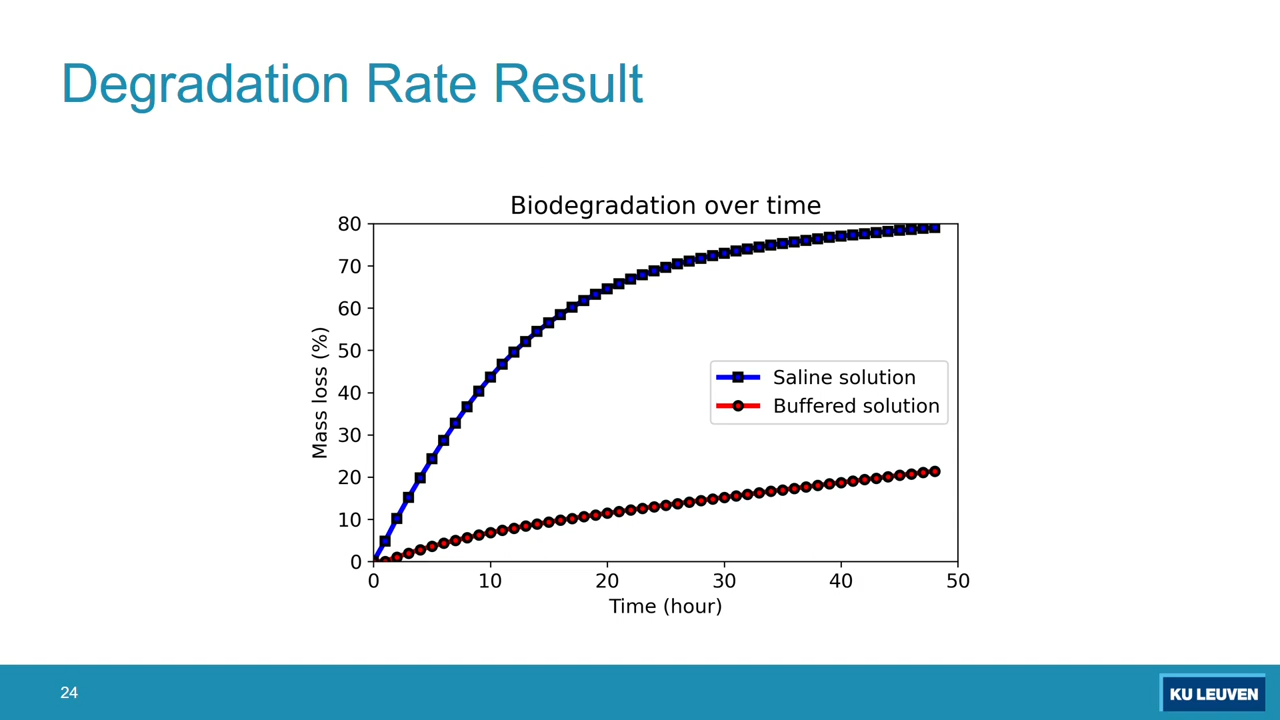 Degradation Rate Result
Biodegradation over time
80
70
60
50
40
30
20
10
0
Mass loss (%)
Saline solution
Buffered solution
0 10 20 30 40 50
Time (hour)
24
KU LEUVEN